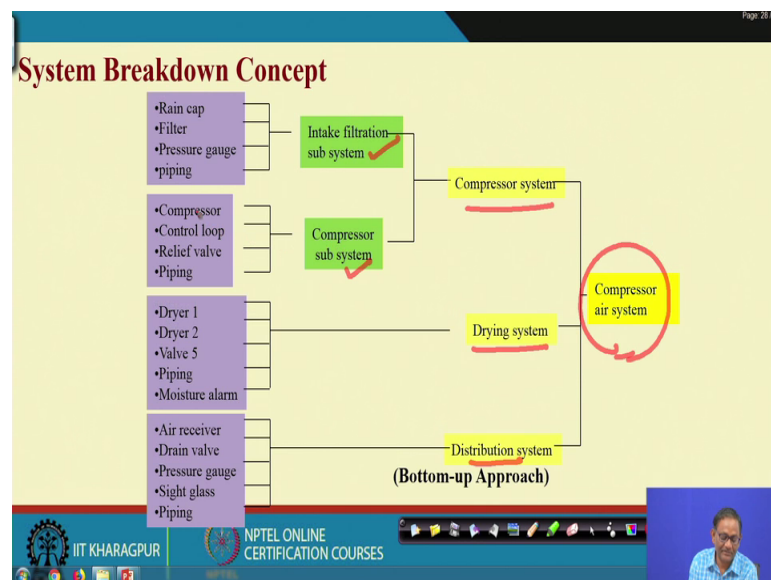 Page: 28 /
System Breakdown Concept
•Rain cap
•Filter
•Pressure gauge
•piping
Intake filtration
sub system
•Compressor
•Control loop
•Relief valve
•Piping
Compressor
sub system
Compressor system
•Dryer 1
•Dryer 2
•Valve 5
•Piping
•Moisture alarm
Drying system
Compressor
air system
•Air receiver
•Drain valve
•Pressure gauge
•Sight glass
•Piping
Distribution system
(Bottom-up Approach)
IIT KHARAGPUR
NPTEL ONLINE
CERTIFICATION COURSES